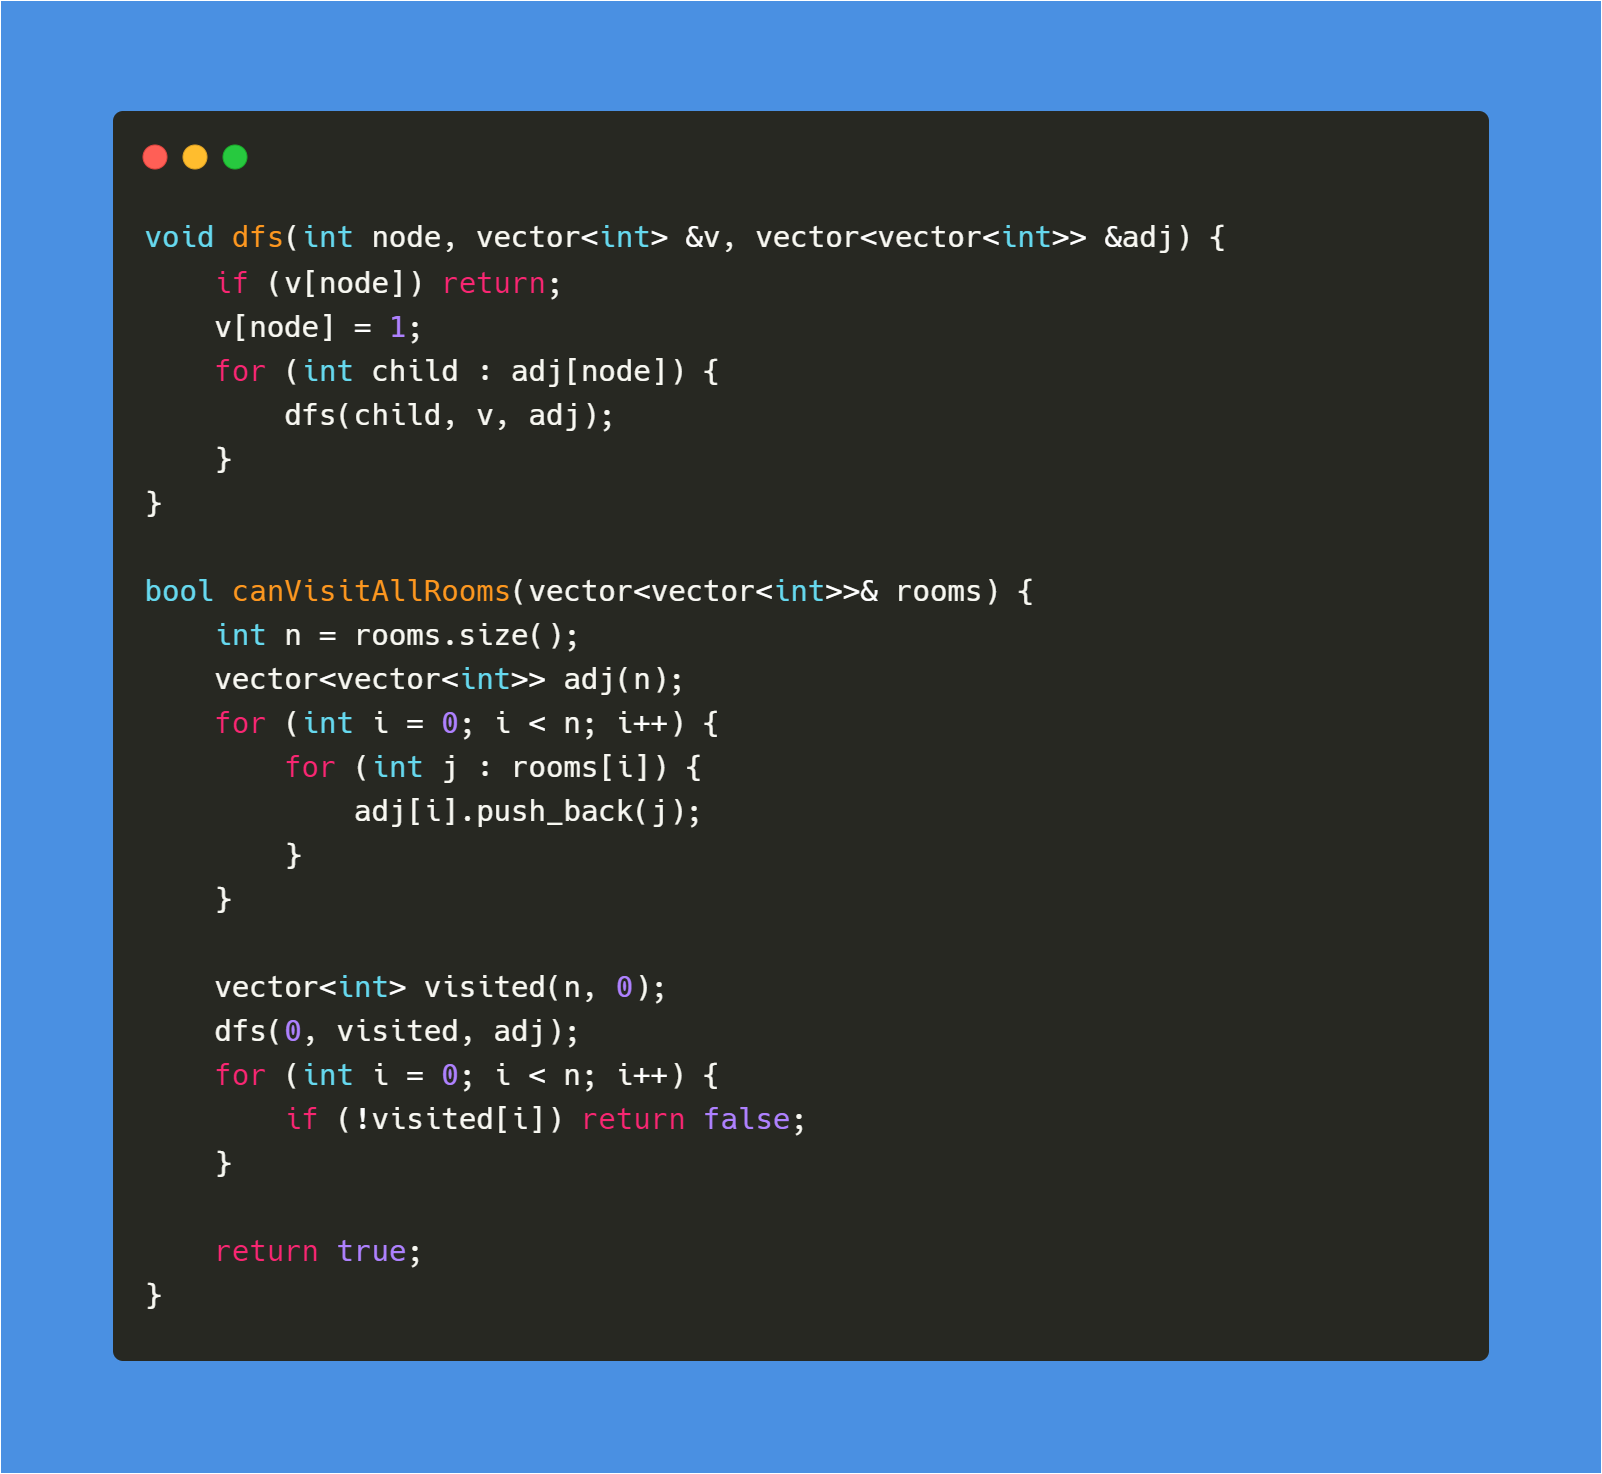 void dfs(int node, vector<int> &v, vector<vector<int>> &adj) {
    if (v[node]) return;
    v[node] = 1;
    for (int child : adj[node]) {
        dfs(child, v, adj);
    }
}

bool canVisitAllRooms(vector<vector<int>>& rooms) {
    int n = rooms.size();
    vector<vector<int>> adj(n);
    for (int i = 0; i < n; i++) {
        for (int j : rooms[i]) {
            adj[i].push_back(j);
        }
    }

    vector<int> visited(n, 0);
    dfs(0, visited, adj);
    for (int i = 0; i < n; i++) {
        if (!visited[i]) return false;
    }

    return true;
}